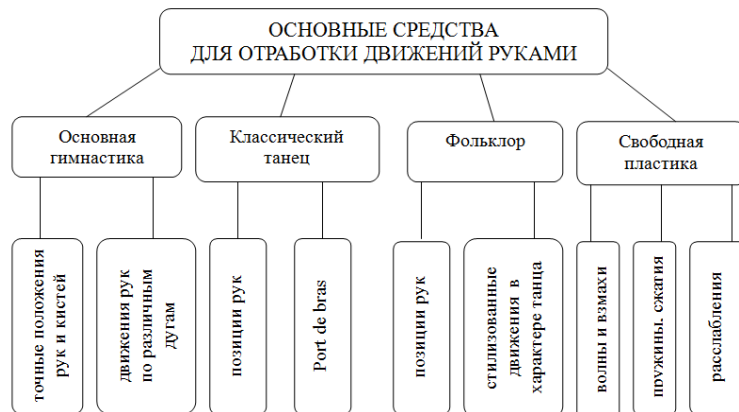 ОСНОВНЫЕ СРЕДСТВА
ДЛЯ ОТРАБОТКИ ДВИЖЕНИЙ РУКАМИ
Основная
гимнастика
Классический
танец
Фольклор
Свободная
пластика
точные положения
рук и кистей
движения рук
по различным
дугам
позиции рук
Port de bras
позиции рук
стилизованные
движения в
характере танца
волны и взмахи
пружины. сжатия
расслабления